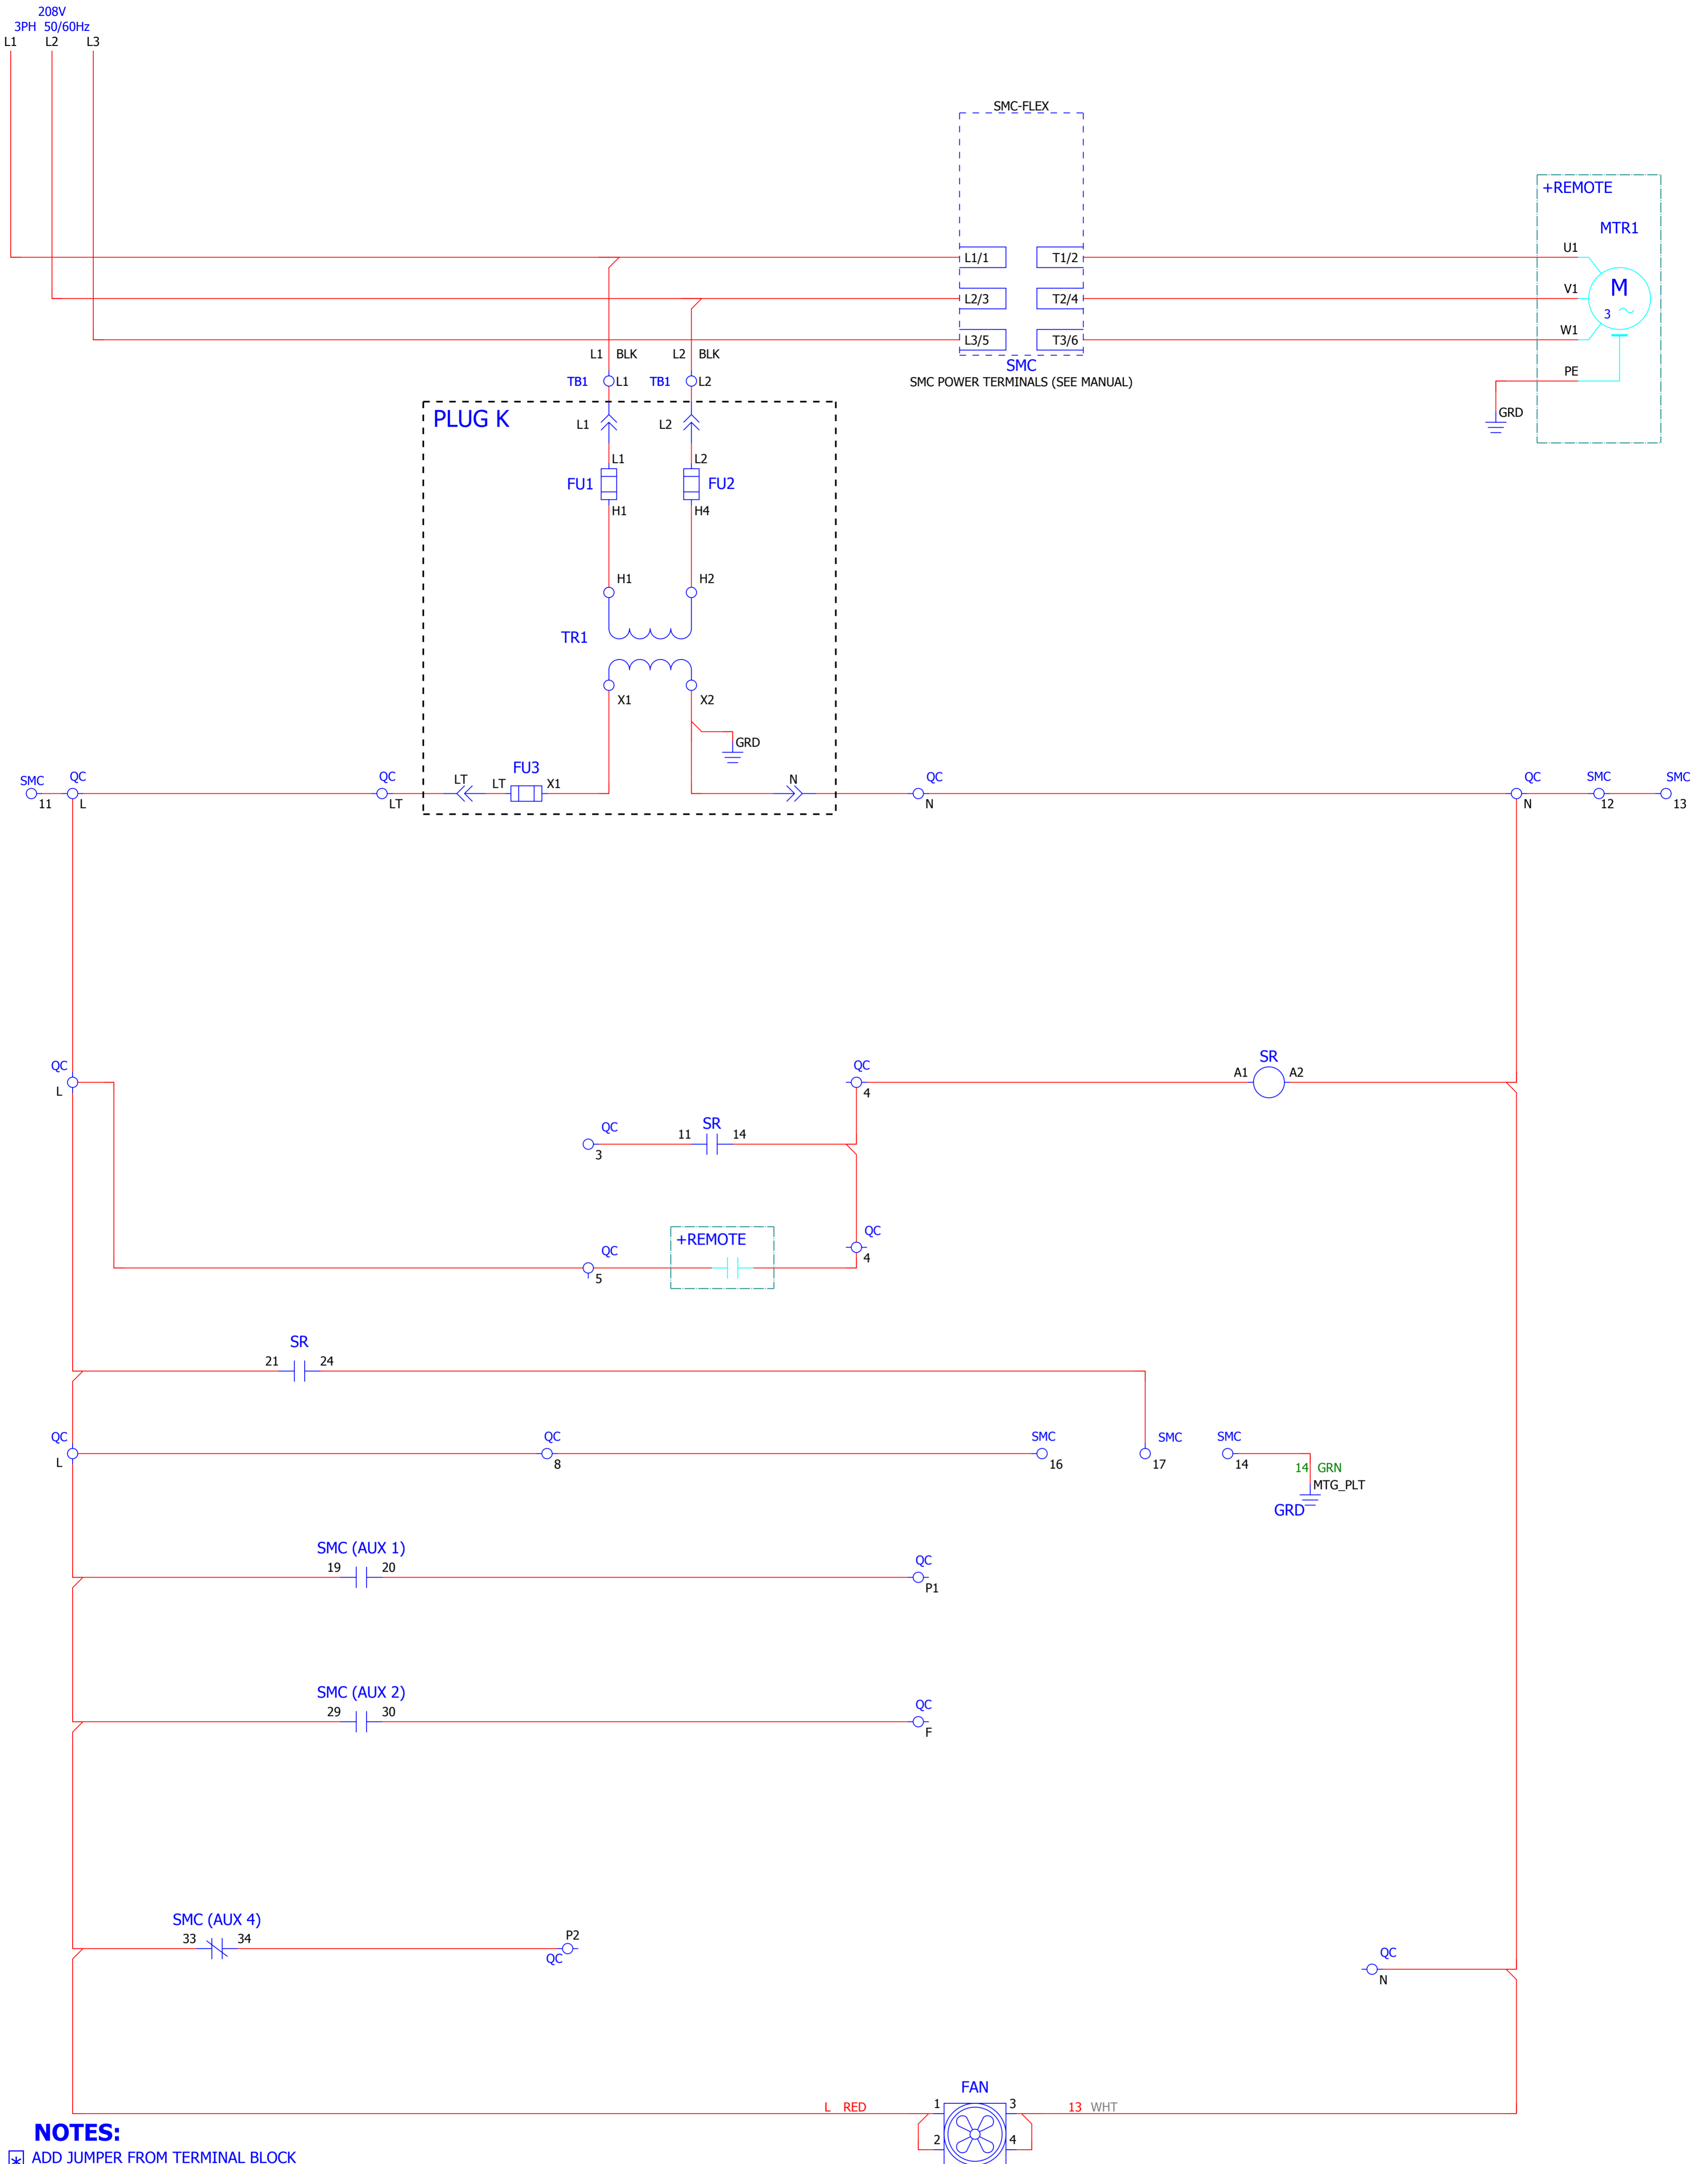 208V
3PH 50/60Hz
L1 L2 L3
SMC-FLEX
+REMOTE
MTR1
U1
L1/1 T1/2
M
3
V1
L2/3 T2/4
W1
L3/5 T3/6
L1 BLK L2 BLK
SMC
SMC POWER TERMINALS (SEE MANUAL)
PE
TB1 L1 TB1 L2
GRD
PLUG K
L1 L2
L1 L2
FU1 FU2
H1 H4
H1 H2
TR1
X1 X2
GRD
FU3
SMC QC QC LT LT X1 N QC QC SMC SMC
11 L LT N N 12 13
SR
QC QC A1 A2
L 4
SR
QC 11 14
3
QC
+REMOTE
QC 4
5
SR
21 24
QC QC SMC SMC SMC
L 8 16 17 14
14 GRN
MTG_PLT
GRD
SMC (AUX 1)
19 20 QC
P1
SMC (AUX 2)
29 30 QC
F
SMC (AUX 4)
33 34 P2
QC
QC
N
FAN
L RED 1 3 13 WHT
2 4
NOTES:
* ADD JUMPER FROM TERMINAL BLOCK